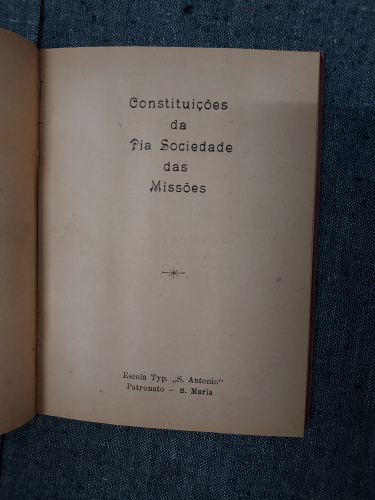 Constituições
da
Pia Sociedade
das
Missões
Escola Typ. „S. Antonio“
Patronato – S. Maria